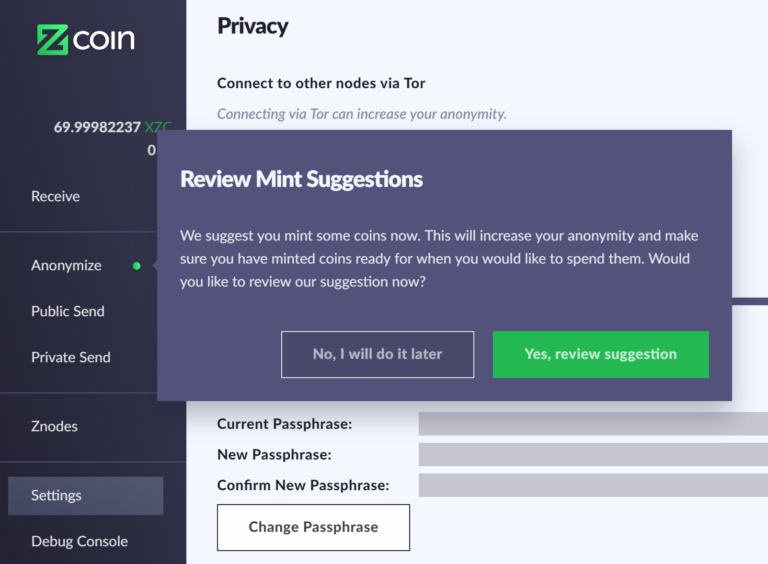 Zcoin
Privacy
Connect to other nodes via Tor
Connecting via Tor can increase your anonymity.
69.99982237 XZC
0
Receive
Review Mint Suggestions
We suggest you mint some coins now. This will increase your anonymity and make
sure you have minted coins ready for when you would like to spend them. Would
you like to review our suggestion now?
No, I will do it later
Yes, review suggestion
Anonymize
Public Send
Private Send
Znodes
Settings
Debug Console
Current Passphrase:
New Passphrase:
Confirm New Passphrase:
Change Passphrase